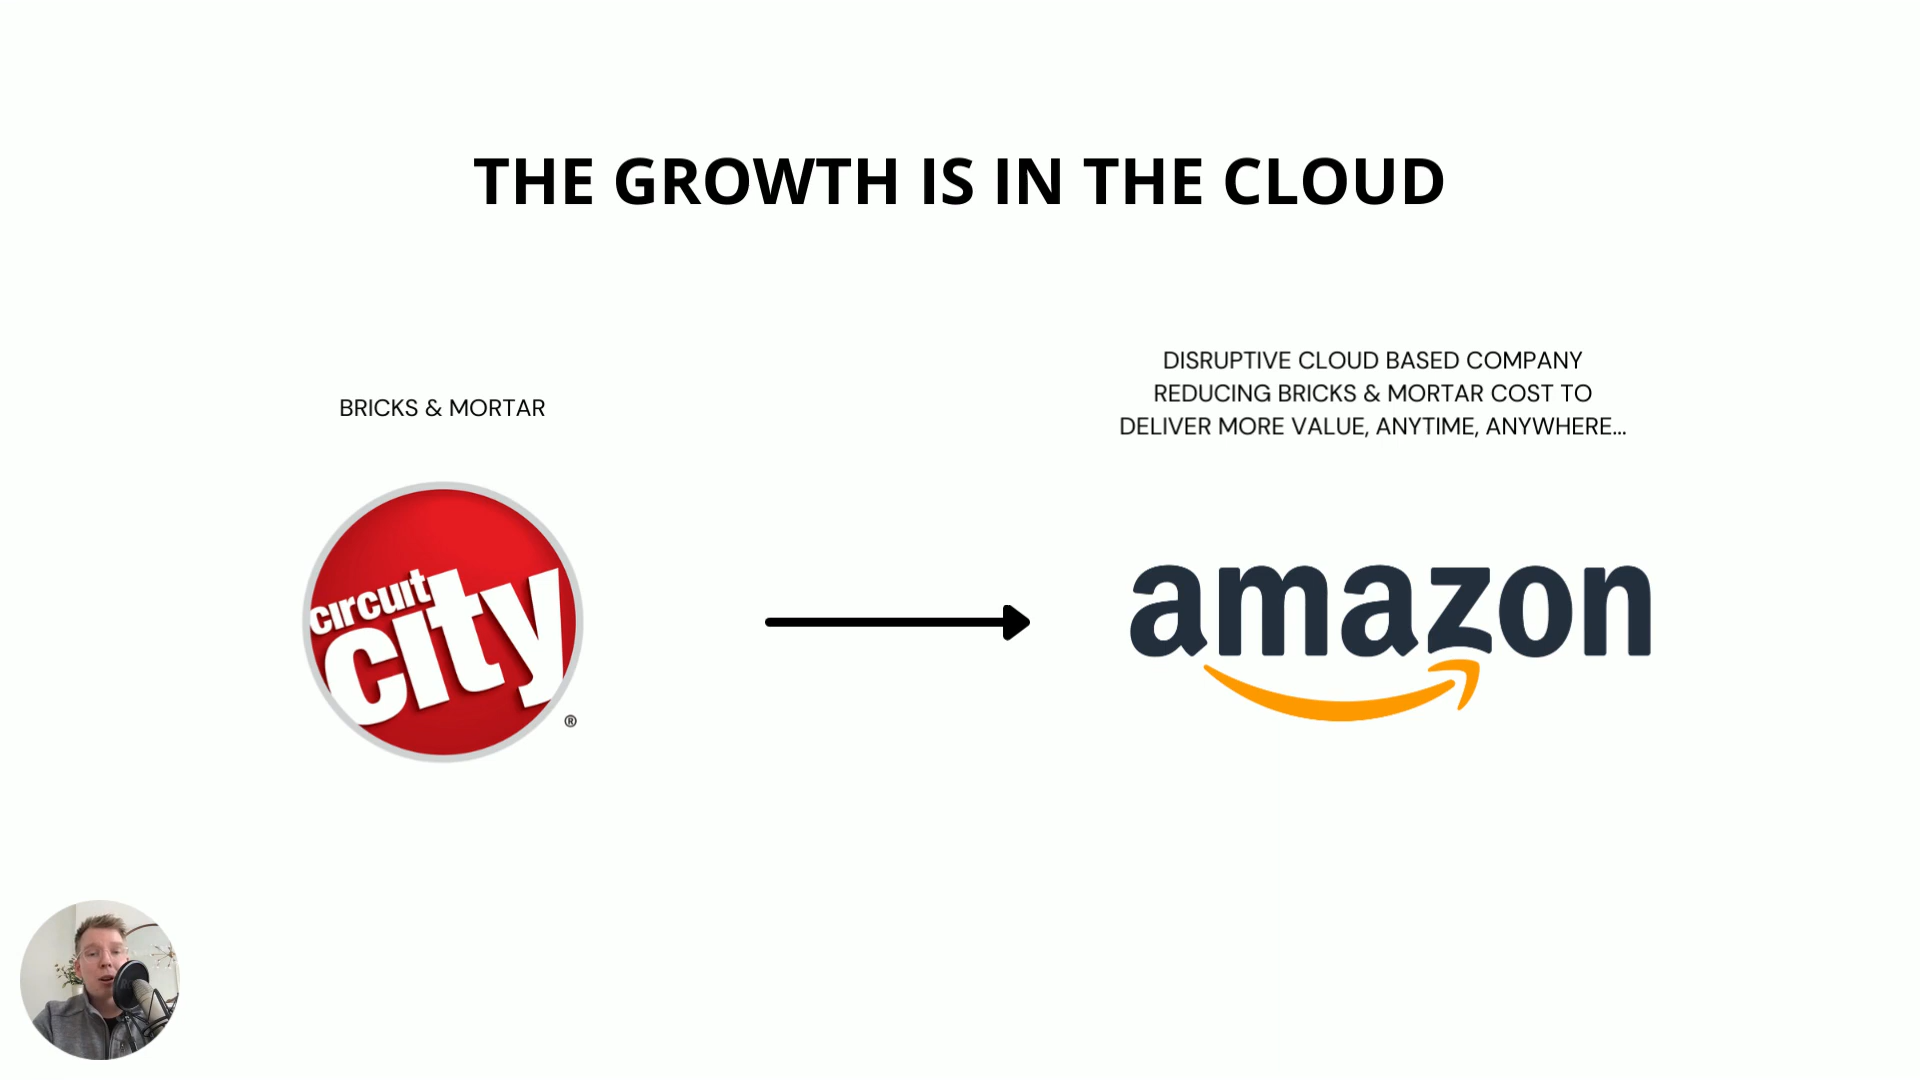 THE GROWTH IS IN THE CLOUD
BRICKS & MORTAR
DISRUPTIVE CLOUD BASED COMPANY
REDUCING BRICKS & MORTAR COST TO
DELIVER MORE VALUE, ANYTIME, ANYWHERE...
circuit
city
®
amazon